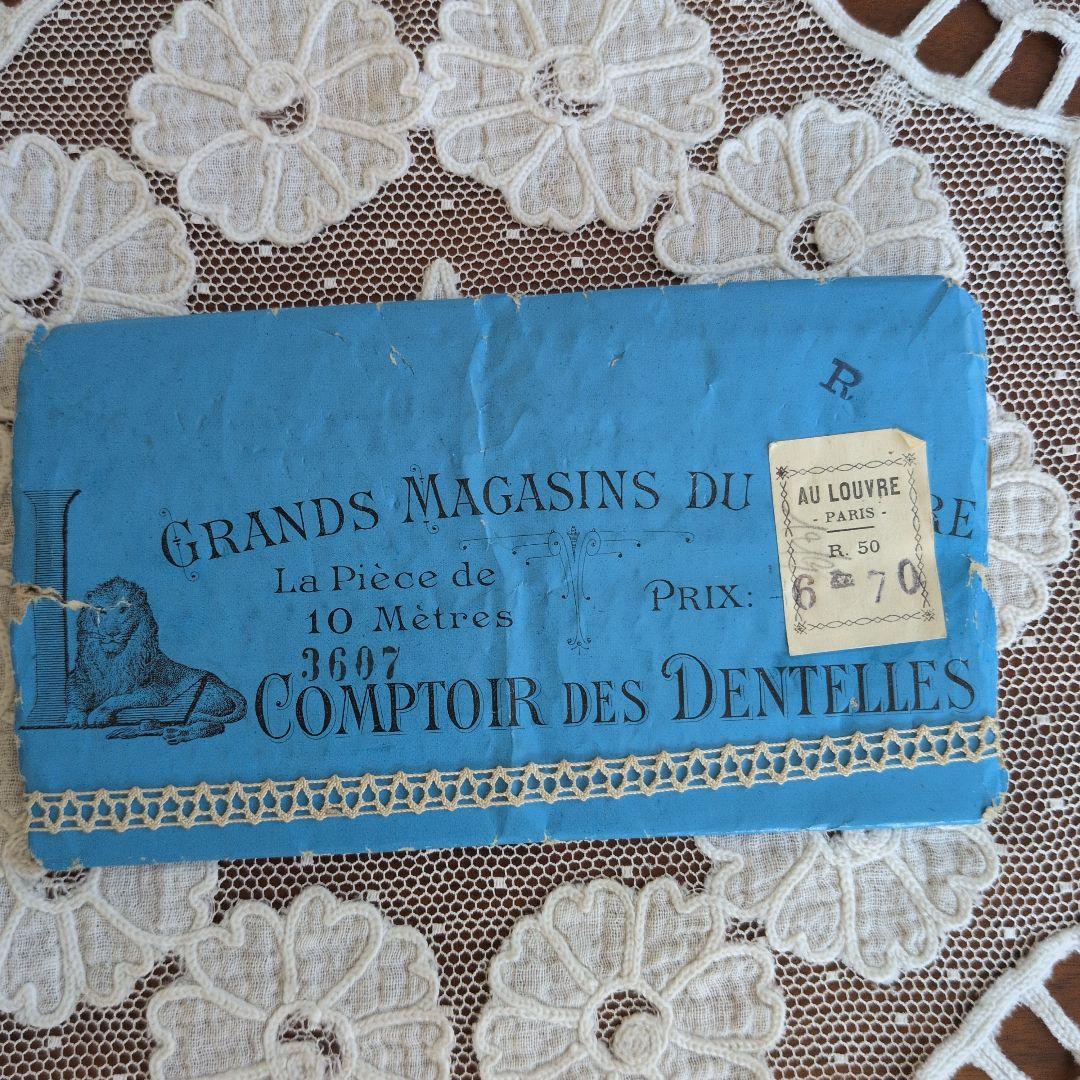 R
GRANDS MAGASINS DU RE
AU LOUVRE
- PARIS -
R. 50
6 70
La Pièce de
10 Mètres
PRIX:
3607
COMPTOIR DES DENTELLES